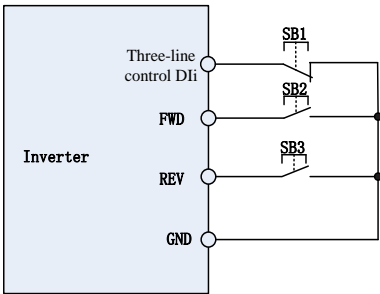 SB1
Three-line
control DIi
SB2
FWD
SB3
Inverter
REV
GND